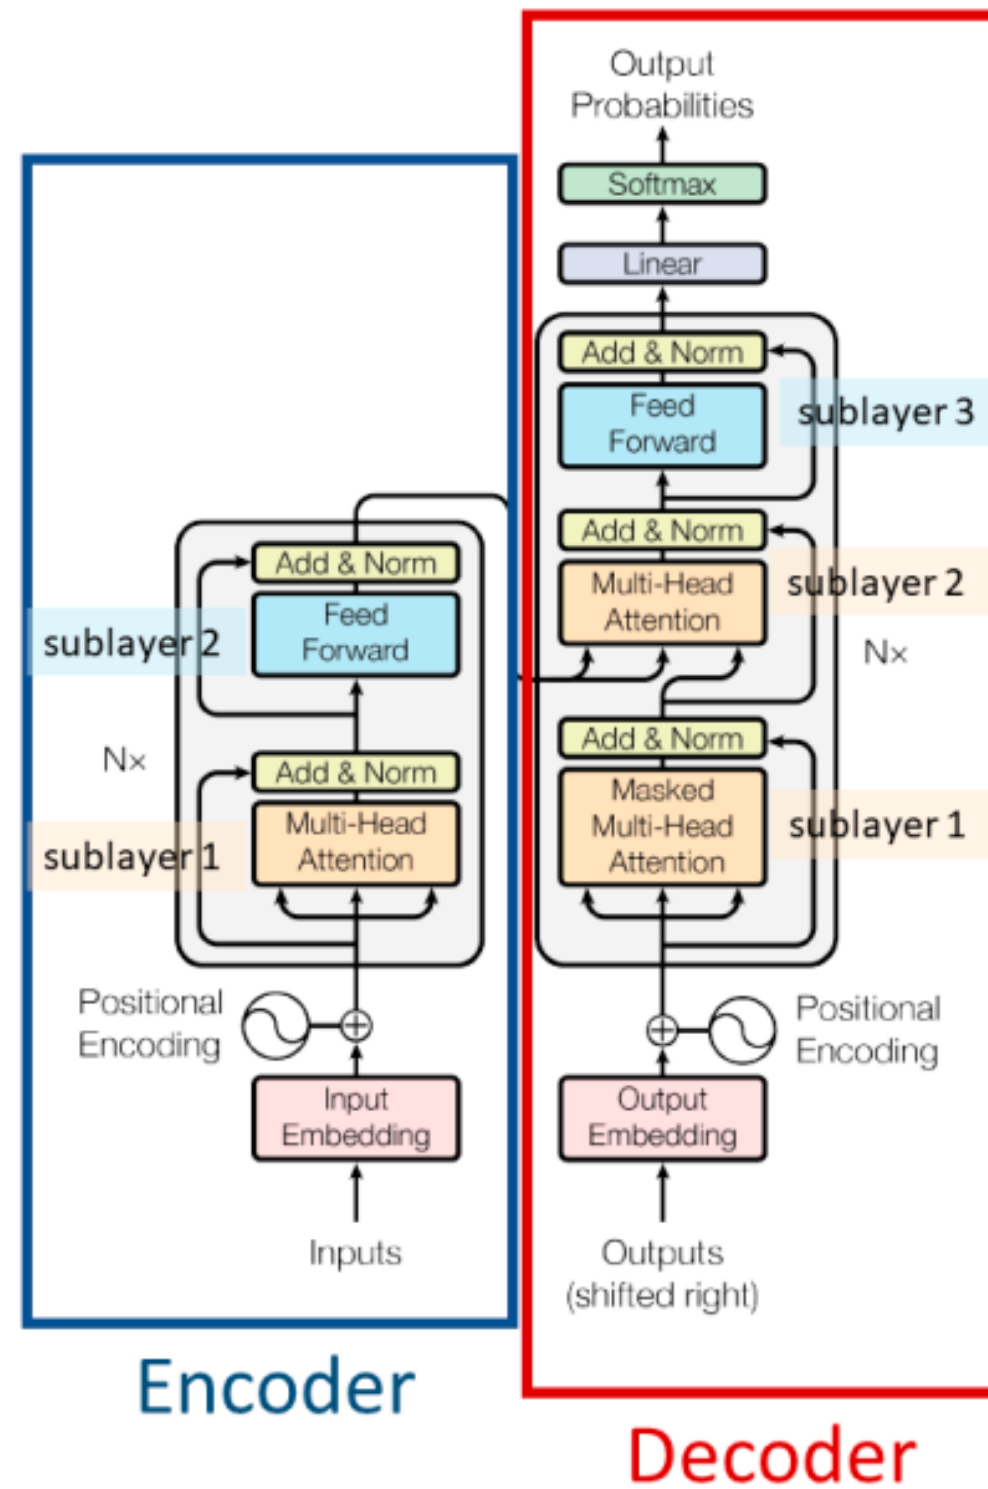 Output
Probabilities
Softmax
Linear
Add & Norm
Feed
Forward
sublayer 3
Add & Norm
Multi-Head
Attention
sublayer 2
N×
Add & Norm
Masked
Multi-Head
Attention
sublayer 1
Positional
Encoding
Output
Embedding
Outputs
(shifted right)
Add & Norm
Feed
Forward
sublayer 2
N×
Add & Norm
Multi-Head
Attention
sublayer 1
Positional
Encoding
Input
Embedding
Inputs
Encoder
Decoder